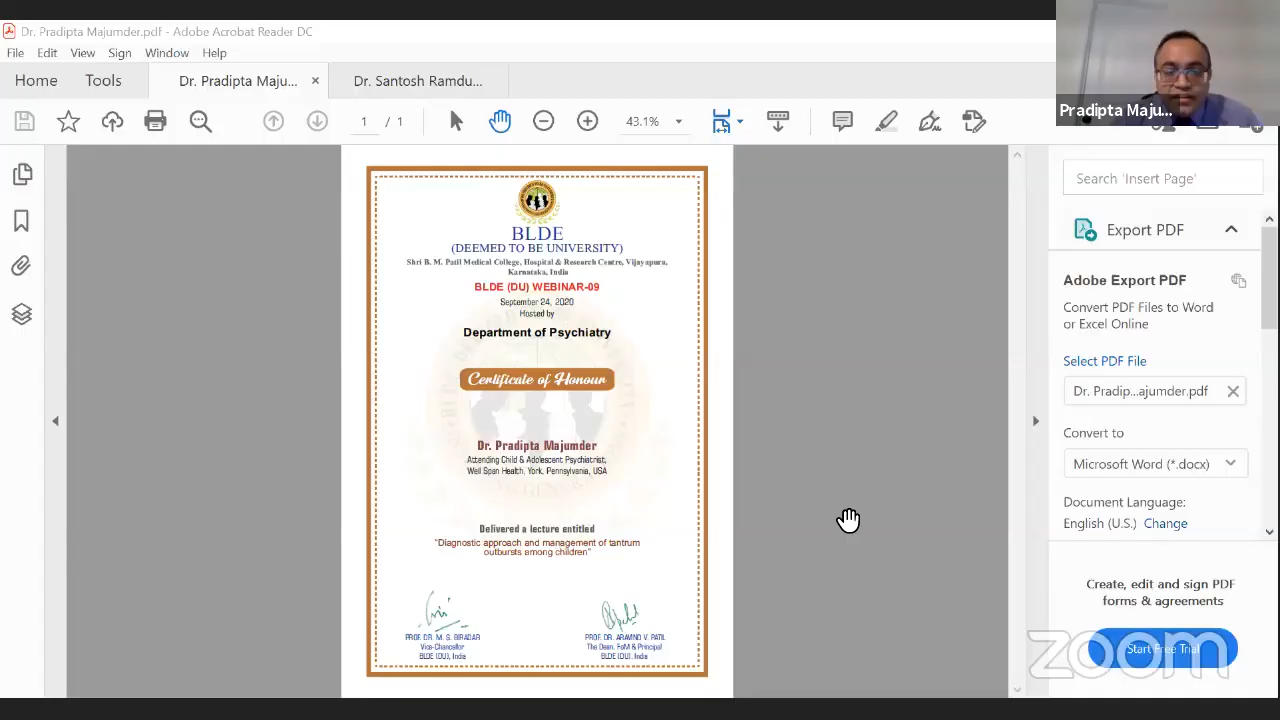 Dr. Pradipta Majumder.pdf - Adobe Acrobat Reader DC
File Edit View Sign Window Help
Home Tools Dr. Pradipta Maju... × Dr. Santosh Ramdu...
Pradipta Maju...
1 / 1 43.1%
BLDE
(DEEMED TO BE UNIVERSITY)
Shri B. M. Patil Medical College, Hospital & Research Centre, Vijayapura,
Karnataka, India
BLDE (DU) WEBINAR-09
September 24, 2020
Hosted by
Department of Psychiatry
Certificate of Honour
Dr. Pradipta Majumder
Attending Child & Adolescent Psychiatrist,
Well Span Health, York, Pennsylvania, USA
Delivered a lecture entitled
"Diagnostic approach and management of tantrum
outbursts among children"
PROF. DR. M. S. BIRADAR
Vice-Chancellor
BLDE (DU), India
PROF. DR. ARAVIND V. PATIL
The Dean, FoM & Principal
BLDE (DU), India
Search 'Insert Page'
Export PDF
Adobe Export PDF
Convert PDF Files to Word
or Excel Online
Select PDF File
Dr. Pradip...ajumder.pdf
Convert to
Microsoft Word (*.docx)
Document Language:
English (U.S.) Change
Create, edit and sign PDF
forms & agreements
Start Free Trial
zoom